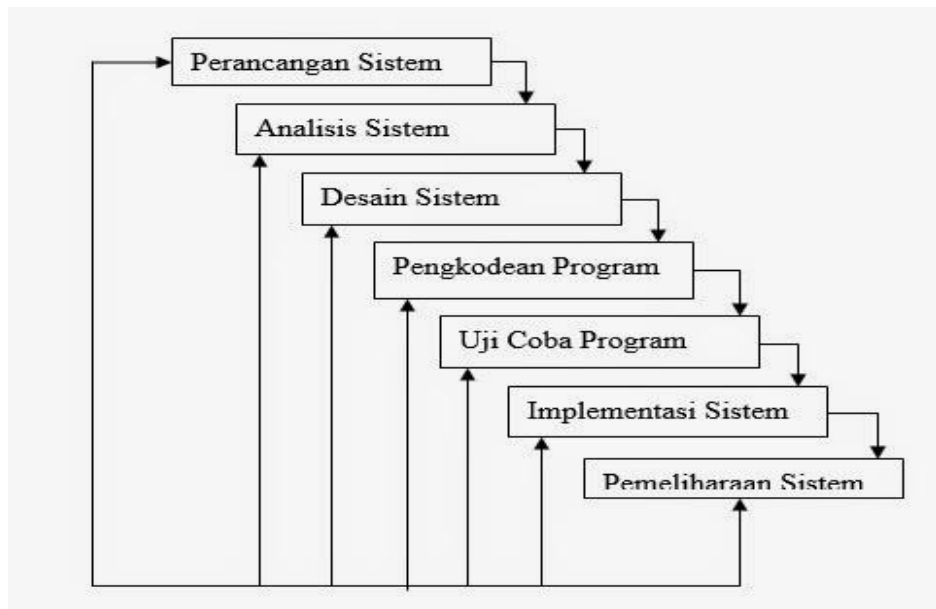 Perancangan Sistem
Analisis Sistem
Desain Sistem
Pengkodean Program
Uji Coba Program
Implementasi Sistem
Pemeliharaan Sistem